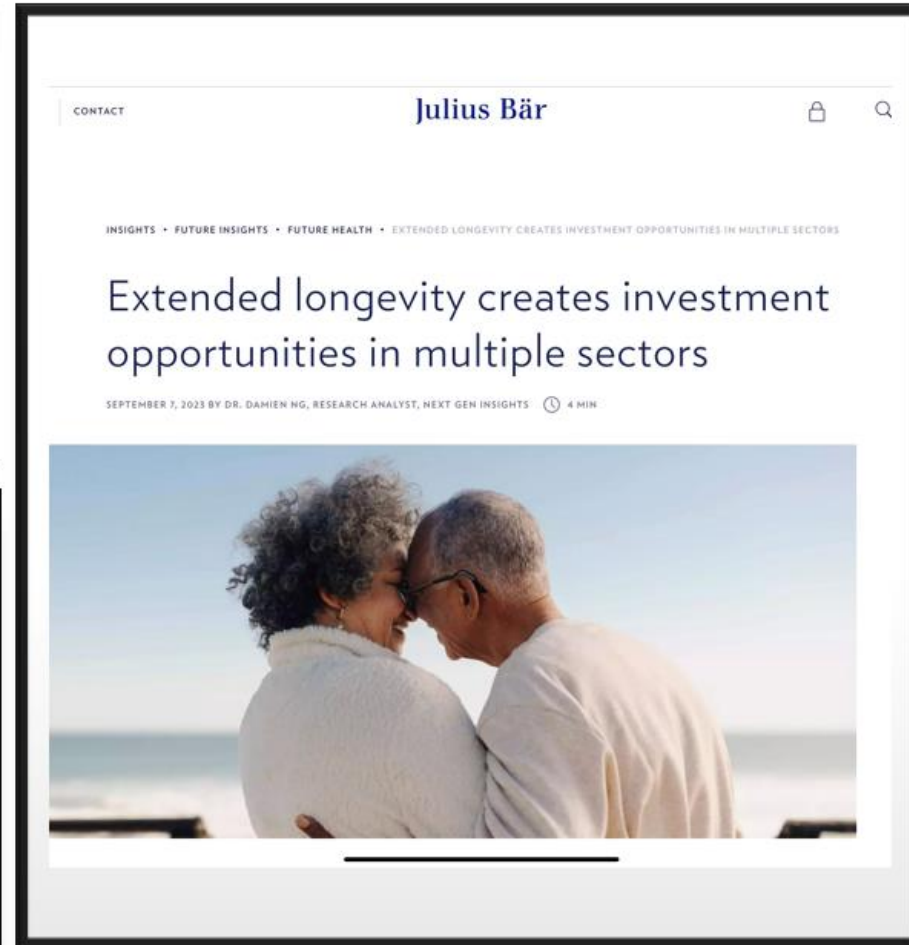 CONTACT
Julius Bär
INSIGHTS • FUTURE INSIGHTS • FUTURE HEALTH • EXTENDED LONGEVITY CREATES INVESTMENT OPPORTUNITIES IN MULTIPLE SECTORS
Extended longevity creates investment
opportunities in multiple sectors
SEPTEMBER 7, 2023 BY DR. DAMIEN NG, RESEARCH ANALYST, NEXT GEN INSIGHTS 4 MIN